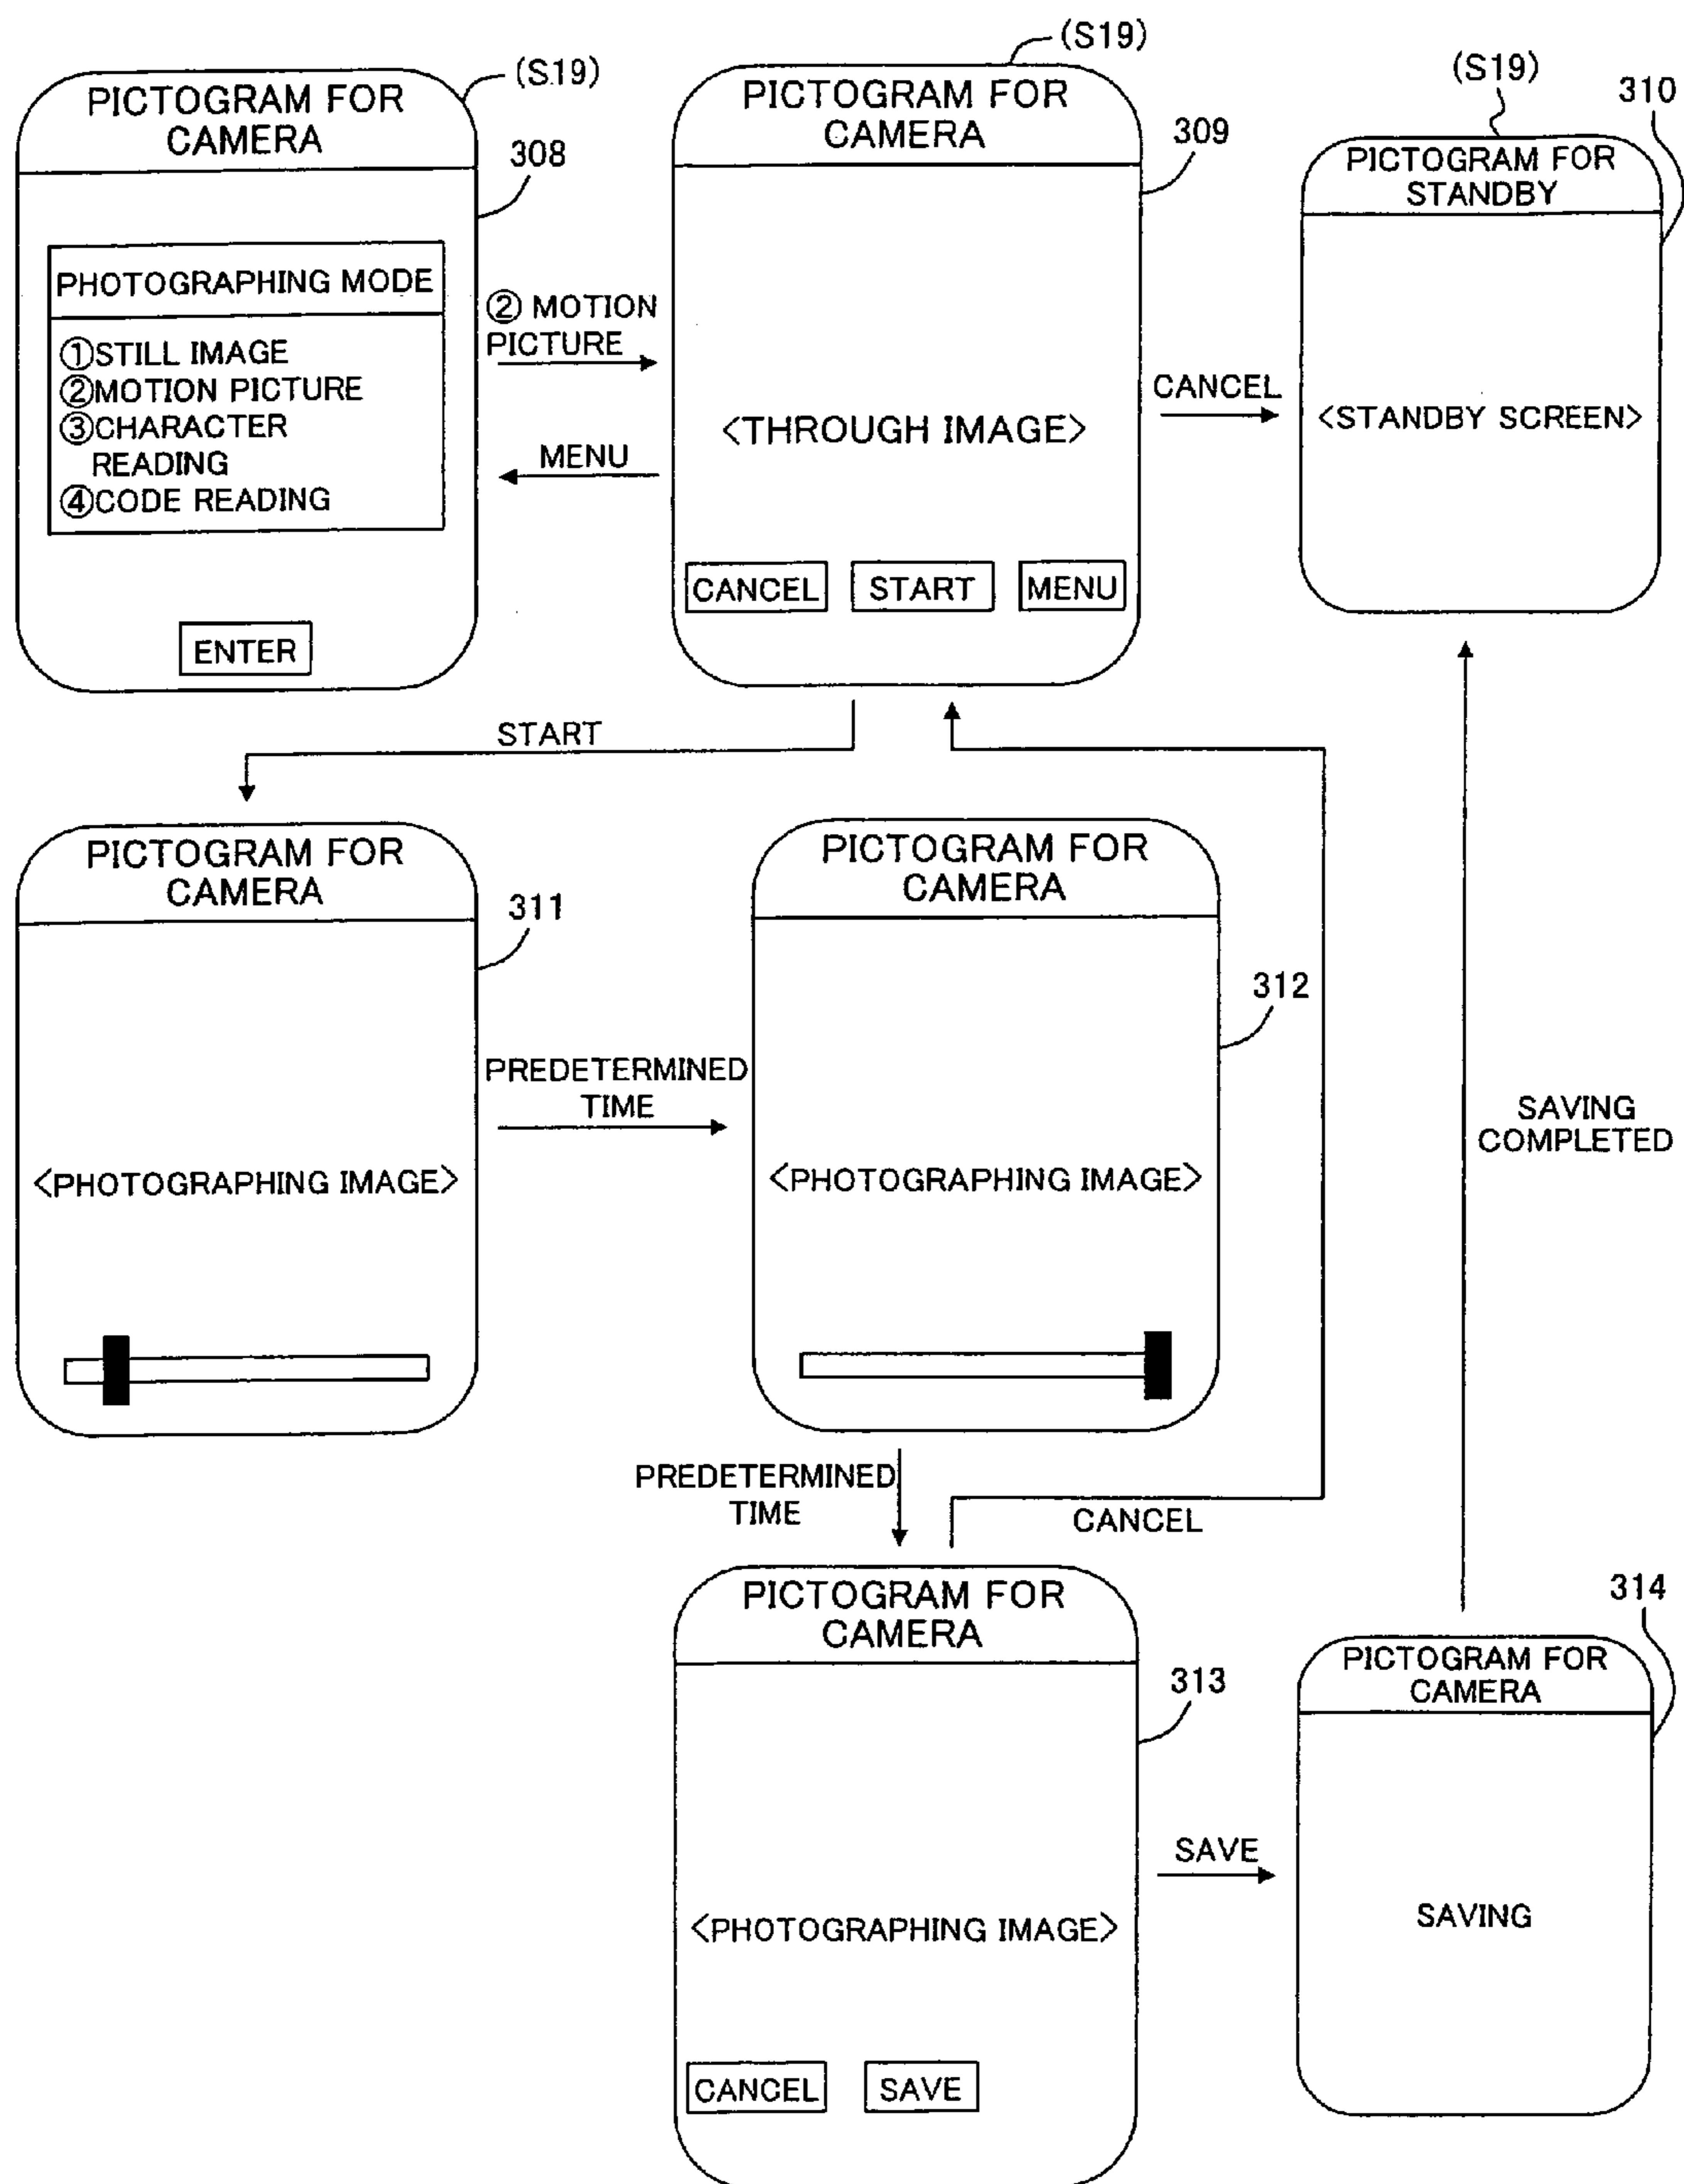 (S19)
PICTOGRAM FOR
CAMERA
308
PHOTOGRAPHING MODE
①STILL IMAGE
②MOTION PICTURE
③CHARACTER
READING
④CODE READING
ENTER
② MOTION
PICTURE
MENU
(S19)
PICTOGRAM FOR
CAMERA
309
<THROUGH IMAGE>
CANCEL START MENU
CANCEL
(S19)
310
PICTOGRAM FOR
STANDBY
<STANDBY SCREEN>
START
PICTOGRAM FOR
CAMERA
311
<PHOTOGRAPHING IMAGE>
PREDETERMINED
TIME
PICTOGRAM FOR
CAMERA
312
<PHOTOGRAPHING IMAGE>
SAVING
COMPLETED
PREDETERMINED
TIME
CANCEL
PICTOGRAM FOR
CAMERA
313
<PHOTOGRAPHING IMAGE>
CANCEL SAVE
SAVE
314
PICTOGRAM FOR
CAMERA
SAVING